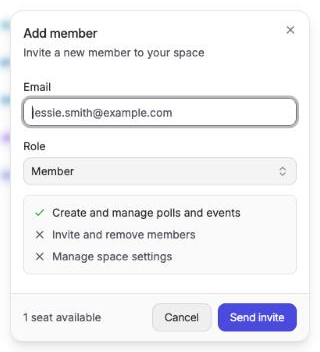 Add member
Invite a new member to your space
Email
jessie.smith@example.com
Role
Member
Create and manage polls and events
Invite and remove members
Manage space settings
1 seat available
Cancel
Send invite